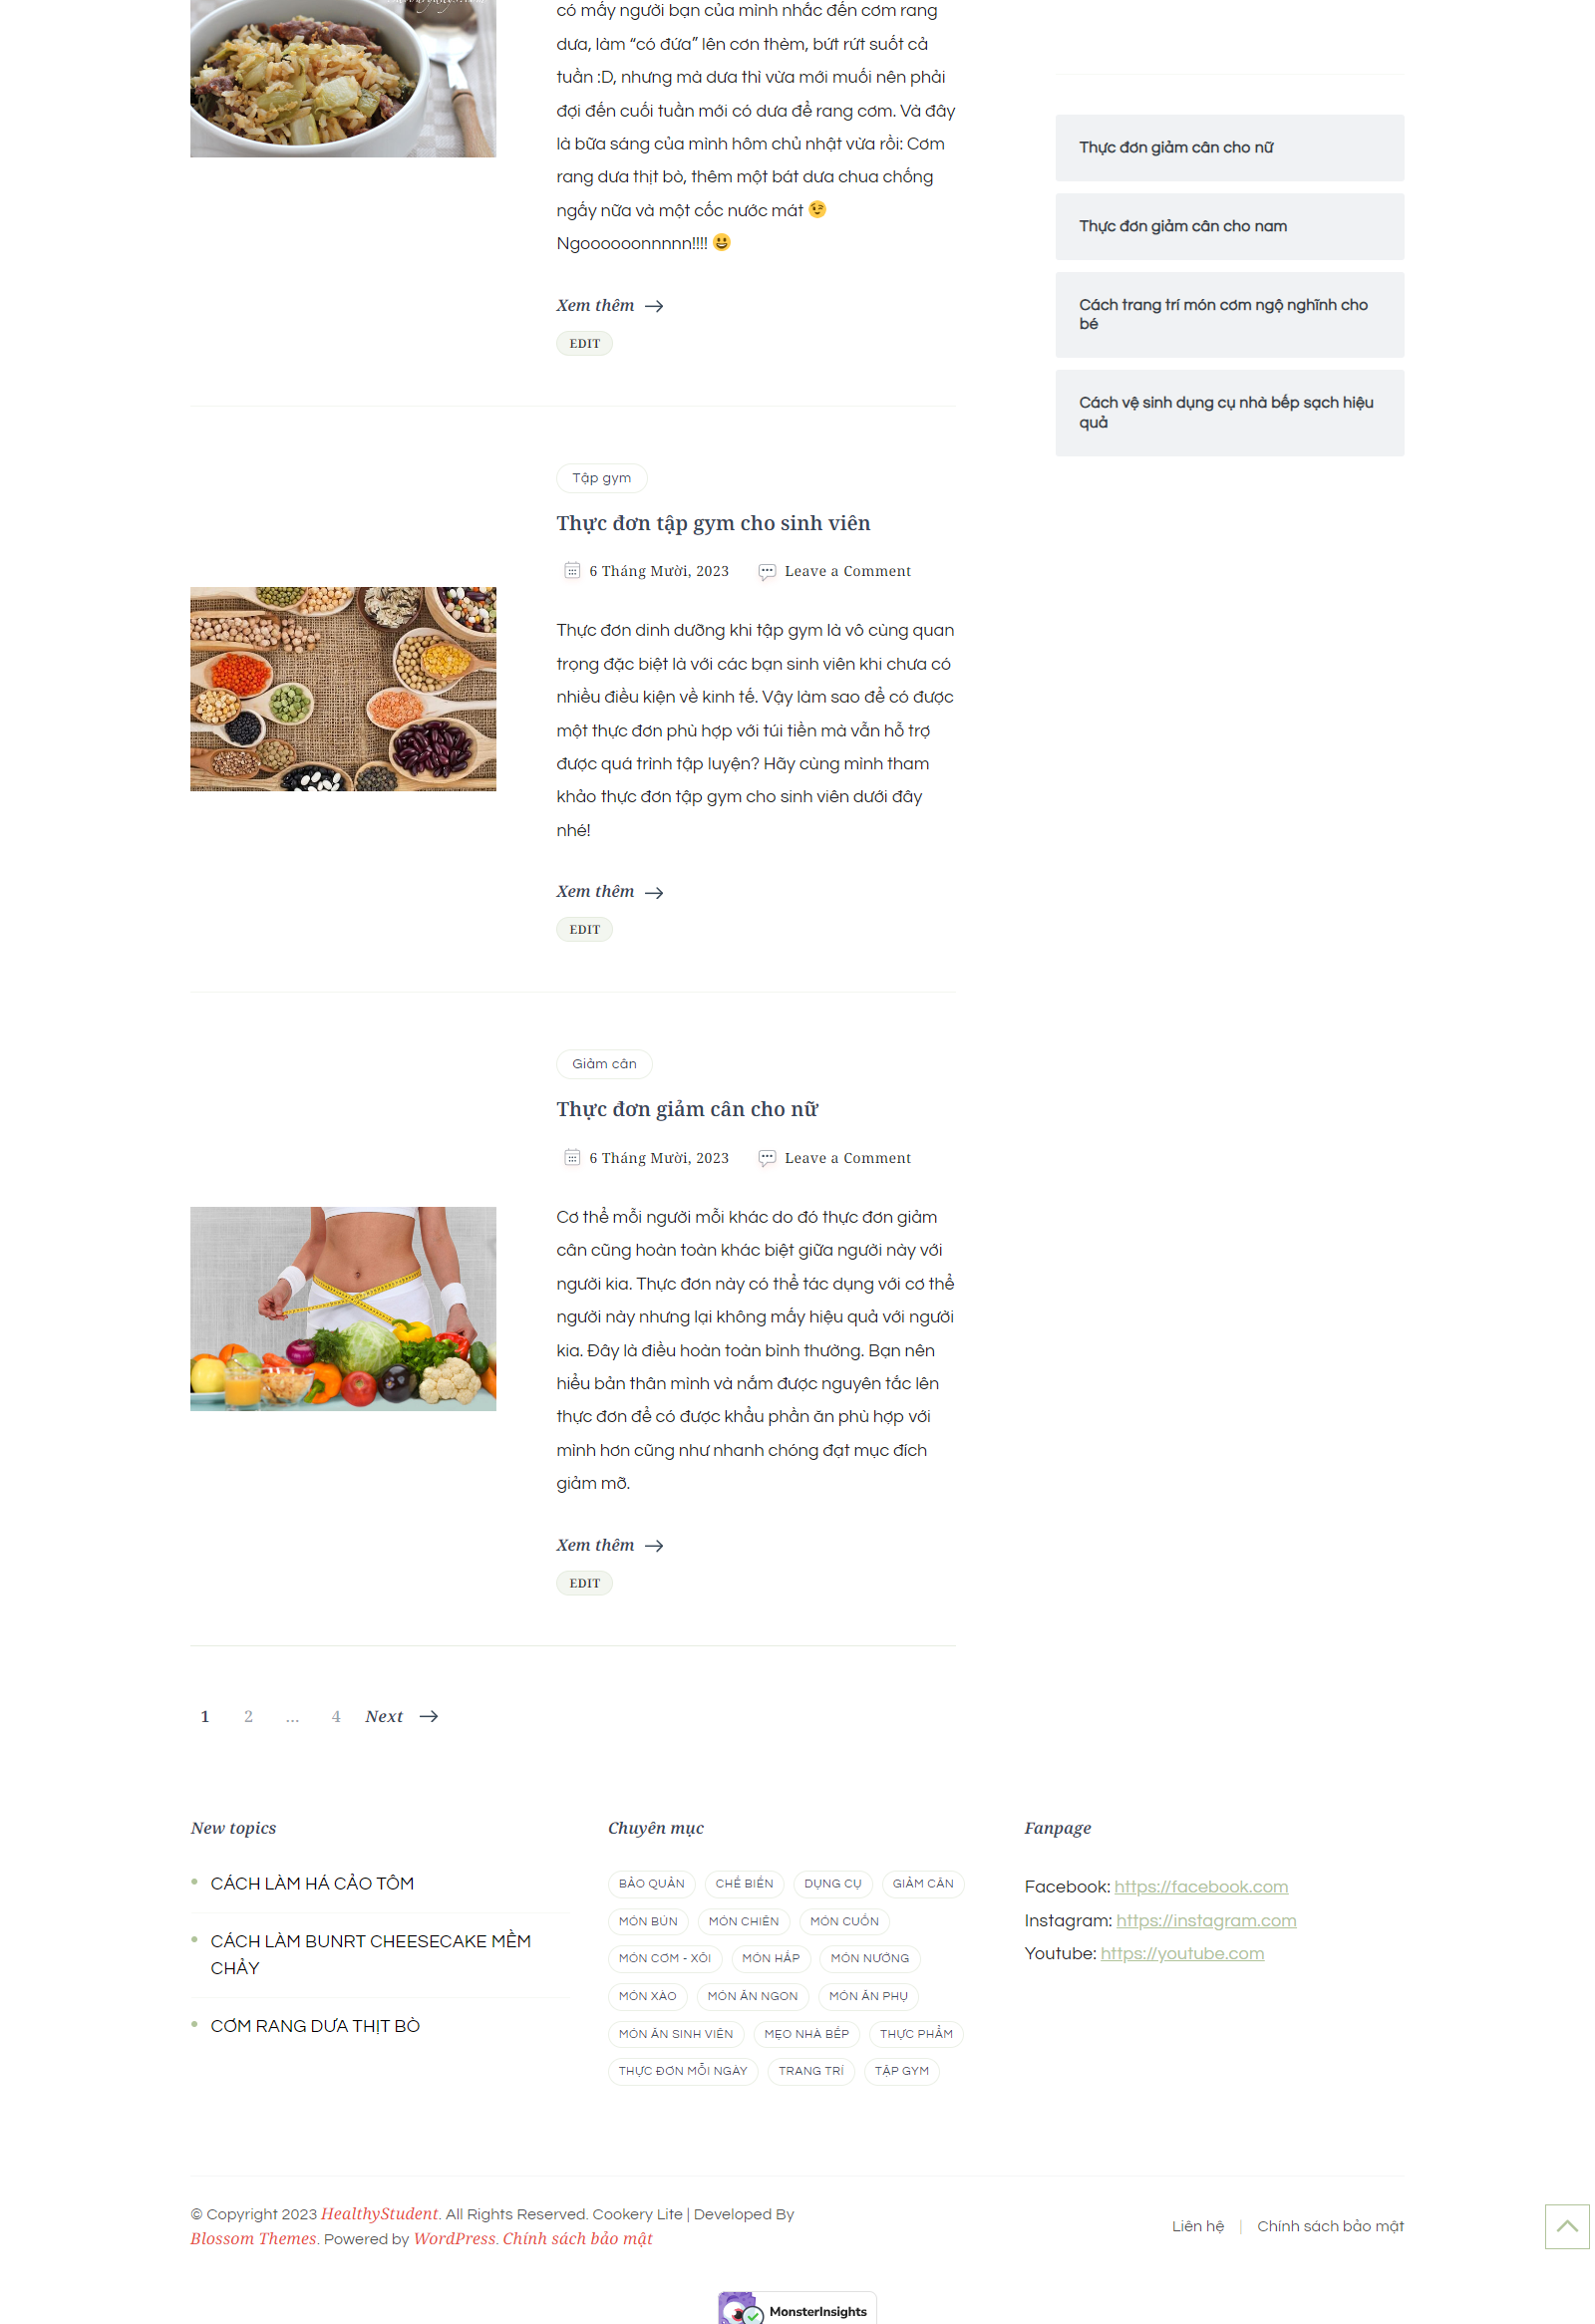 có mấy người bạn của mình nhắc đến cơm rang
dưa, làm “có đứa” lên cơn thèm, bứt rứt suốt cả
tuần :D, nhưng mà dưa thì vừa mới muối nên phải
đợi đến cuối tuần mới có dưa để rang cơm. Và đây
là bữa sáng của mình hôm chủ nhật vừa rồi: Cơm
rang dưa thịt bò, thêm một bát dưa chua chống
ngấy nữa và một cốc nước mát 😉
Ngoooooonnnnn!!!! 😀
Xem thêm →
EDIT
Thực đơn giảm cân cho nữ
Thực đơn giảm cân cho nam
Cách trang trí món cơm ngộ nghĩnh cho
bé
Cách vệ sinh dụng cụ nhà bếp sạch hiệu
quả
Tập gym
Thực đơn tập gym cho sinh viên
6 Tháng Mười, 2023 Leave a Comment
Thực đơn dinh dưỡng khi tập gym là vô cùng quan
trọng đặc biệt là với các bạn sinh viên khi chưa có
nhiều điều kiện về kinh tế. Vậy làm sao để có được
một thực đơn phù hợp với túi tiền mà vẫn hỗ trợ
được quá trình tập luyện? Hãy cùng mình tham
khảo thực đơn tập gym cho sinh viên dưới đây
nhé!
Xem thêm →
EDIT
Giảm cân
Thực đơn giảm cân cho nữ
6 Tháng Mười, 2023 Leave a Comment
Cơ thể mỗi người mỗi khác do đó thực đơn giảm
cân cũng hoàn toàn khác biệt giữa người này với
người kia. Thực đơn này có thể tác dụng với cơ thể
người này nhưng lại không mấy hiệu quả với người
kia. Đây là điều hoàn toàn bình thường. Bạn nên
hiểu bản thân mình và nắm được nguyên tắc lên
thực đơn để có được khẩu phần ăn phù hợp với
mình hơn cũng như nhanh chóng đạt mục đích
giảm mỡ.
Xem thêm →
EDIT
1 2 … 4 Next →
New topics
CÁCH LÀM HÁ CẢO TÔM
CÁCH LÀM BUNRT CHEESECAKE MỀM
CHẢY
CƠM RANG DƯA THỊT BÒ
Chuyên mục
BẢO QUẢN CHẾ BIẾN DỤNG CỤ GIẢM CÂN
MÓN BÚN MÓN CHIÊN MÓN CUỐN
MÓN CƠM - XÔI MÓN HẤP MÓN NƯỚNG
MÓN XÀO MÓN ĂN NGON MÓN ĂN PHỤ
MÓN ĂN SINH VIÊN MẸO NHÀ BẾP THỰC PHẨM
THỰC ĐƠN MỖI NGÀY TRANG TRÍ TẬP GYM
Fanpage
Facebook: https://facebook.com
Instagram: https://instagram.com
Youtube: https://youtube.com
© Copyright 2023 HealthyStudent. All Rights Reserved. Cookery Lite | Developed By
Blossom Themes. Powered by WordPress. Chính sách bảo mật
Liên hệ | Chính sách bảo mật
MonsterInsights